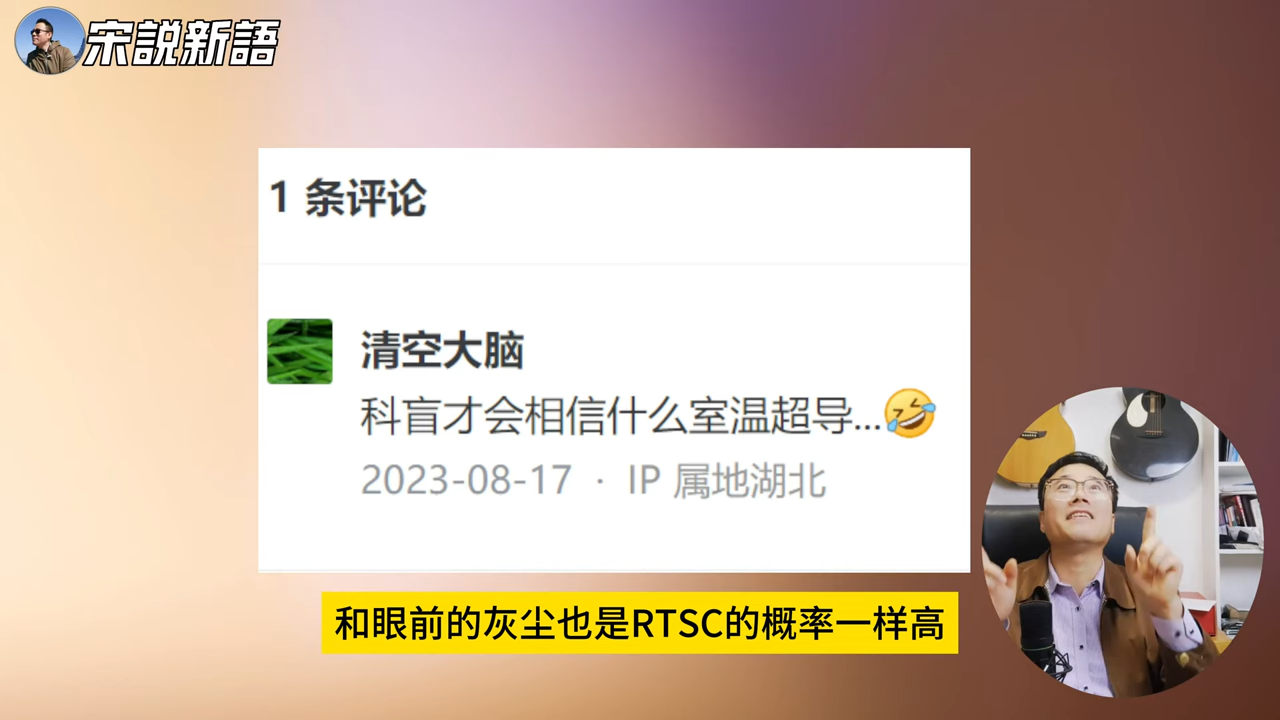 宋説新語
1 条评论
清空大脑
科盲才会相信什么室温超导...🤣
2023-08-17 · IP 属地湖北
和眼前的灰尘也是RTSC的概率一样高